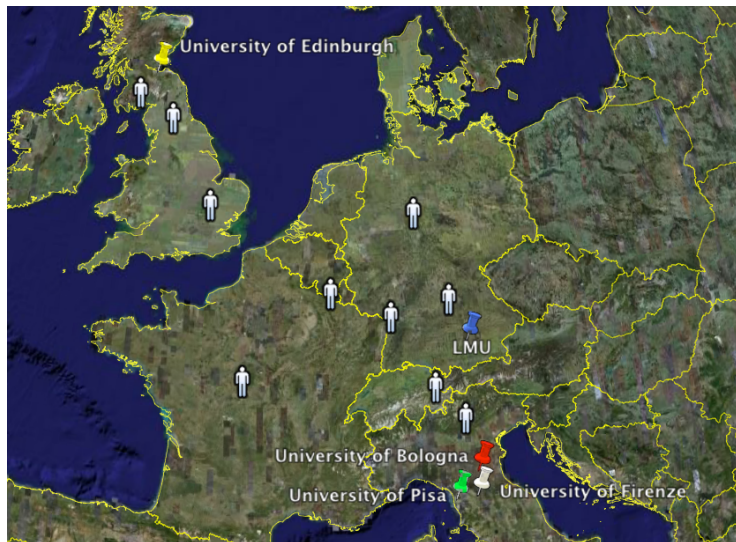 University of Edinburgh
LMU
University of Bologna
University of Pisa
University of Firenze